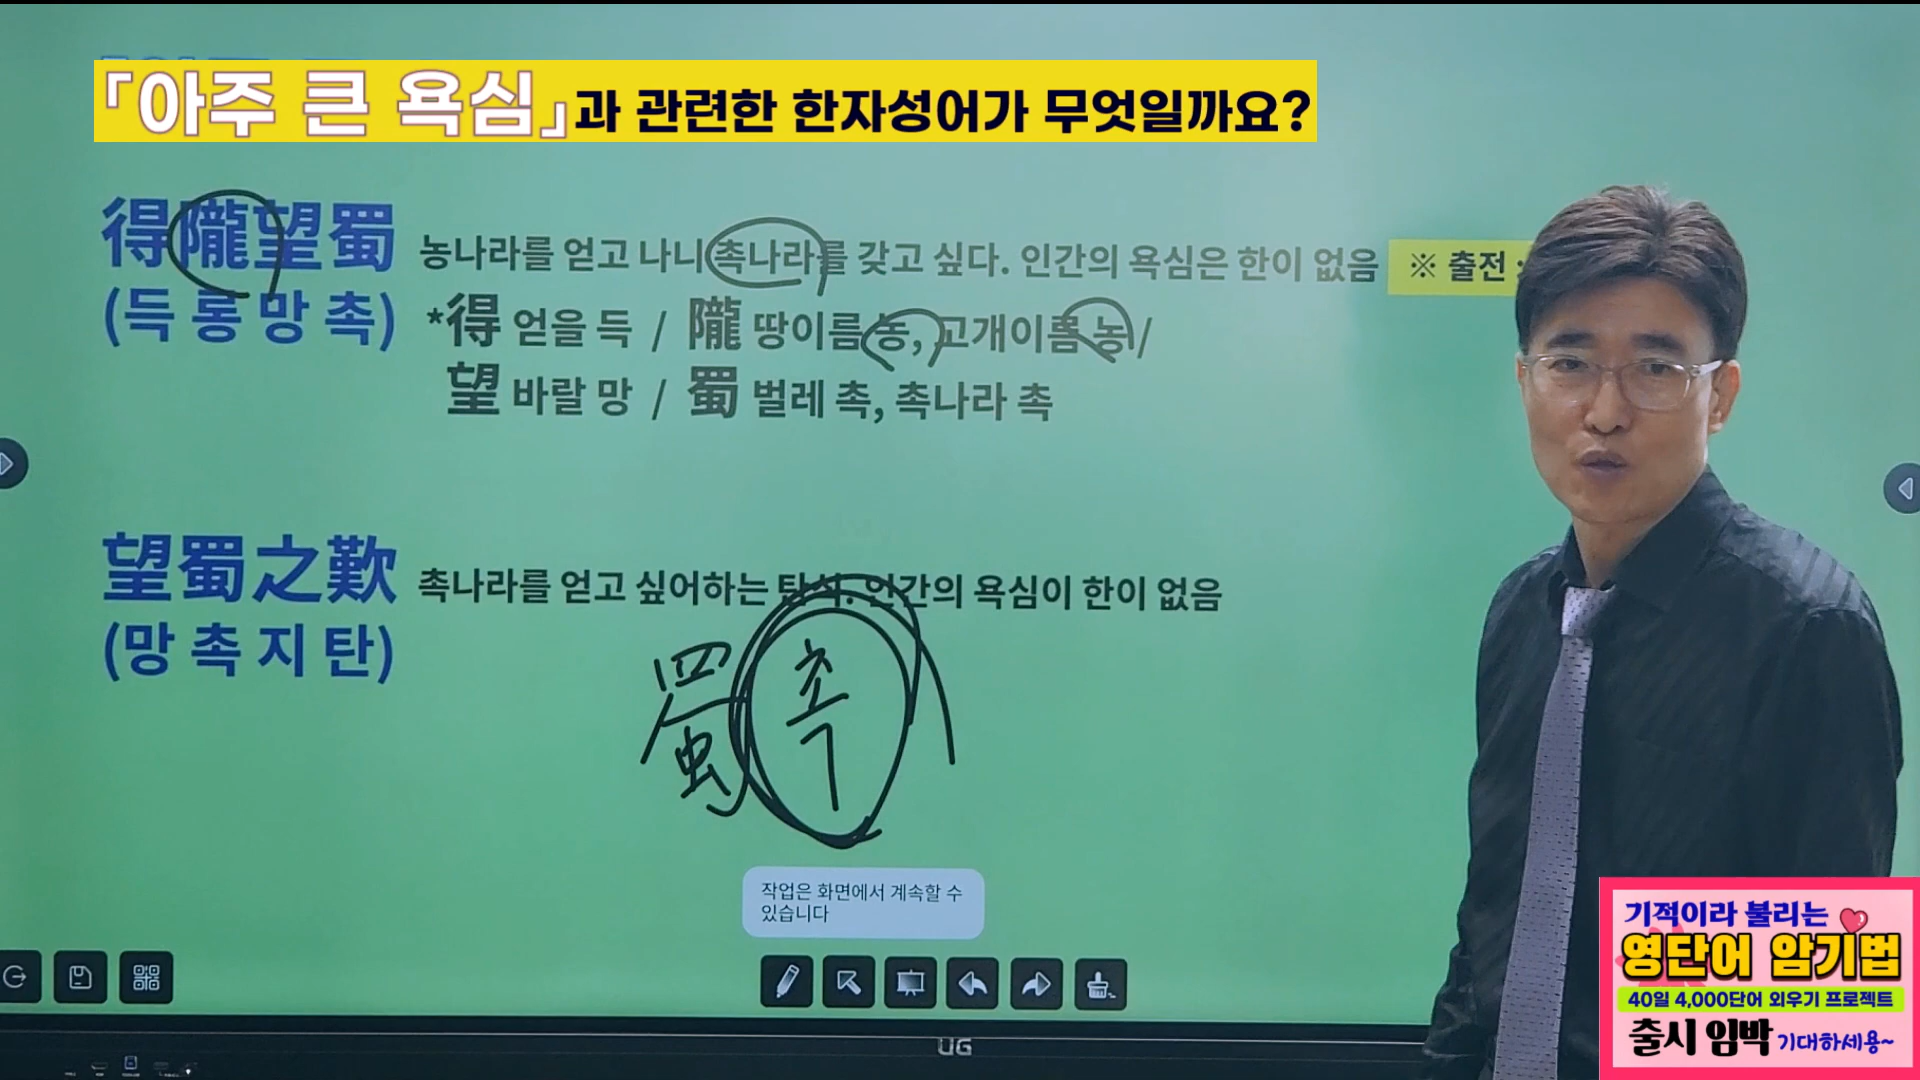 「아주 큰 욕심」과 관련한 한자성어가 무엇일까요?
得隴望蜀 농나라를 얻고 나니 촉나라를 갖고 싶다. 인간의 욕심은 한이 없음 ※ 출전 :
(득 롱 망 촉) *得 얻을 득 / 隴 땅이름 농, 고개이름 농 /
望 바랄 망 / 蜀 벌레 촉, 촉나라 촉
望蜀之歎 촉나라를 얻고 싶어하는 탄식. 인간의 욕심이 한이 없음
(망 촉 지 탄)
蜀 촉
작업은 화면에서 계속할 수
있습니다
UG
기적이라 불리는
영단어 암기법
40일 4,000단어 외우기 프로젝트
출시 임박 기대하세용~